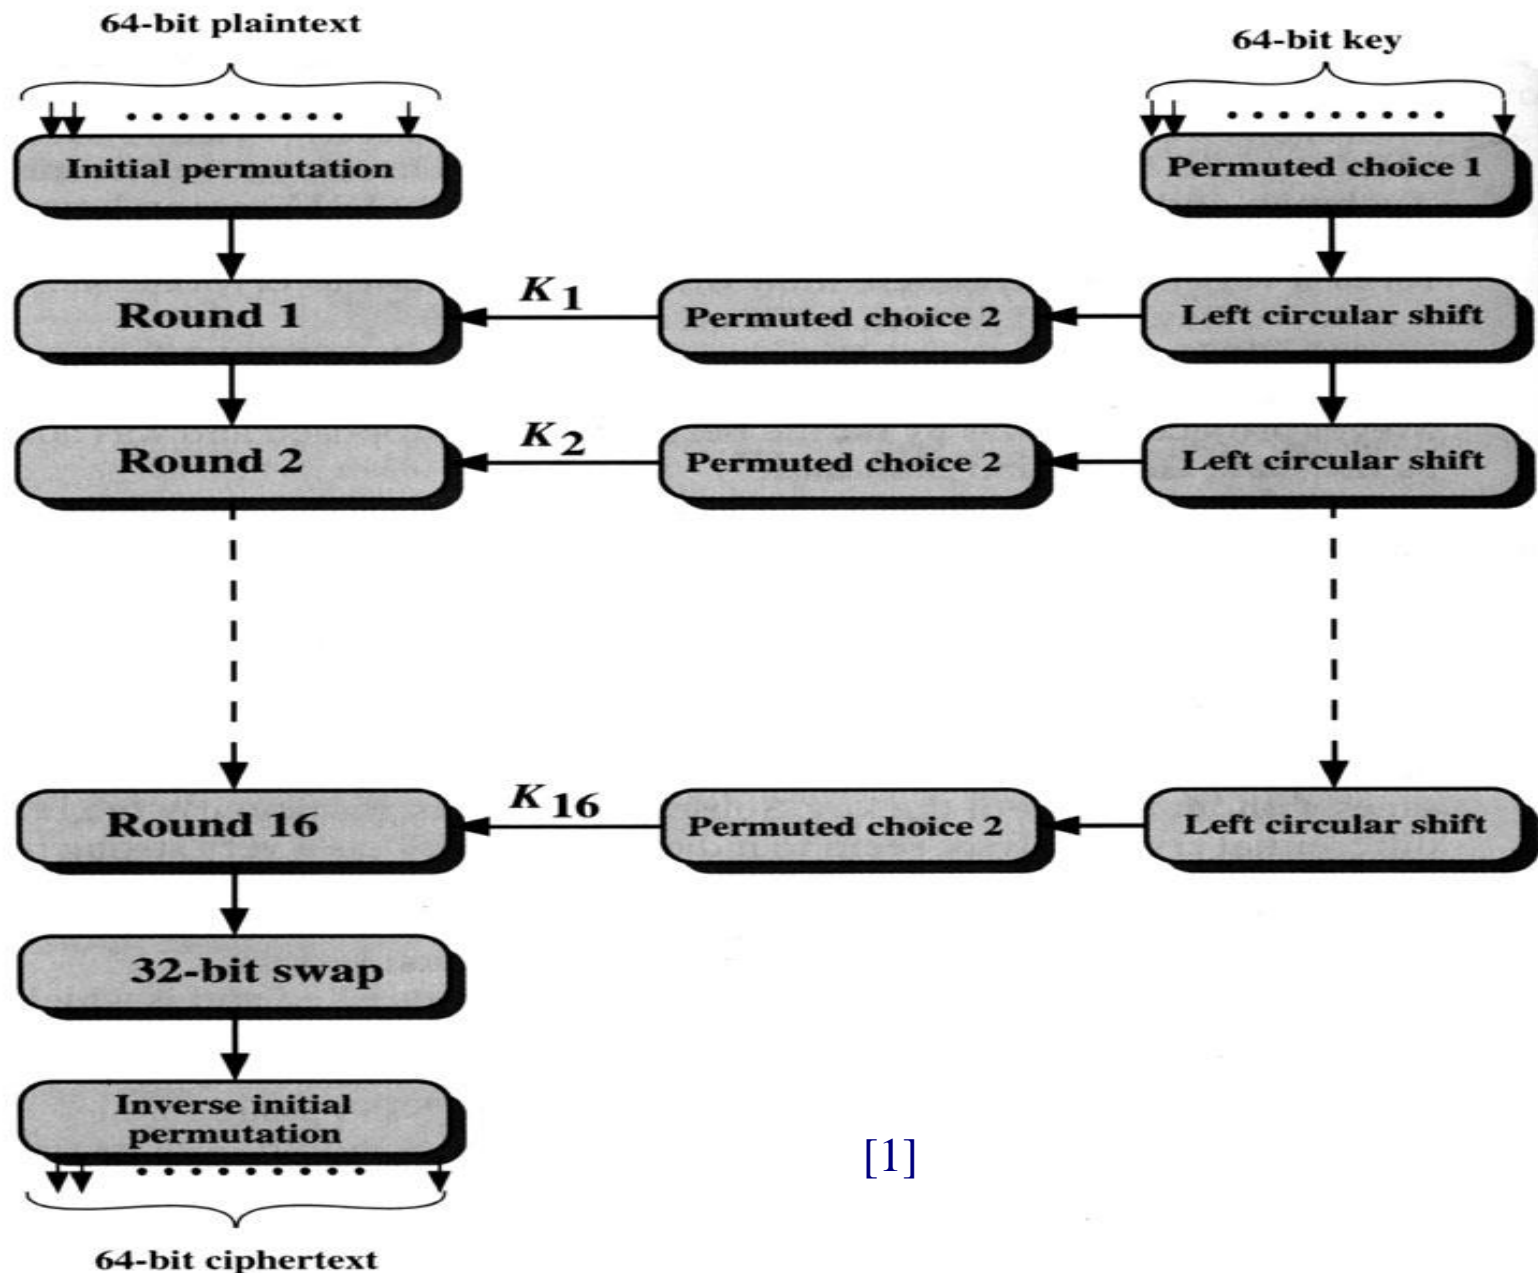 64-bit plaintext
64-bit key
Initial permutation
Permuted choice 1
Round 1
K1
Permuted choice 2
Left circular shift
Round 2
K2
Permuted choice 2
Left circular shift
Round 16
K16
Permuted choice 2
Left circular shift
32-bit swap
Inverse initial
permutation
[1]
64-bit ciphertext